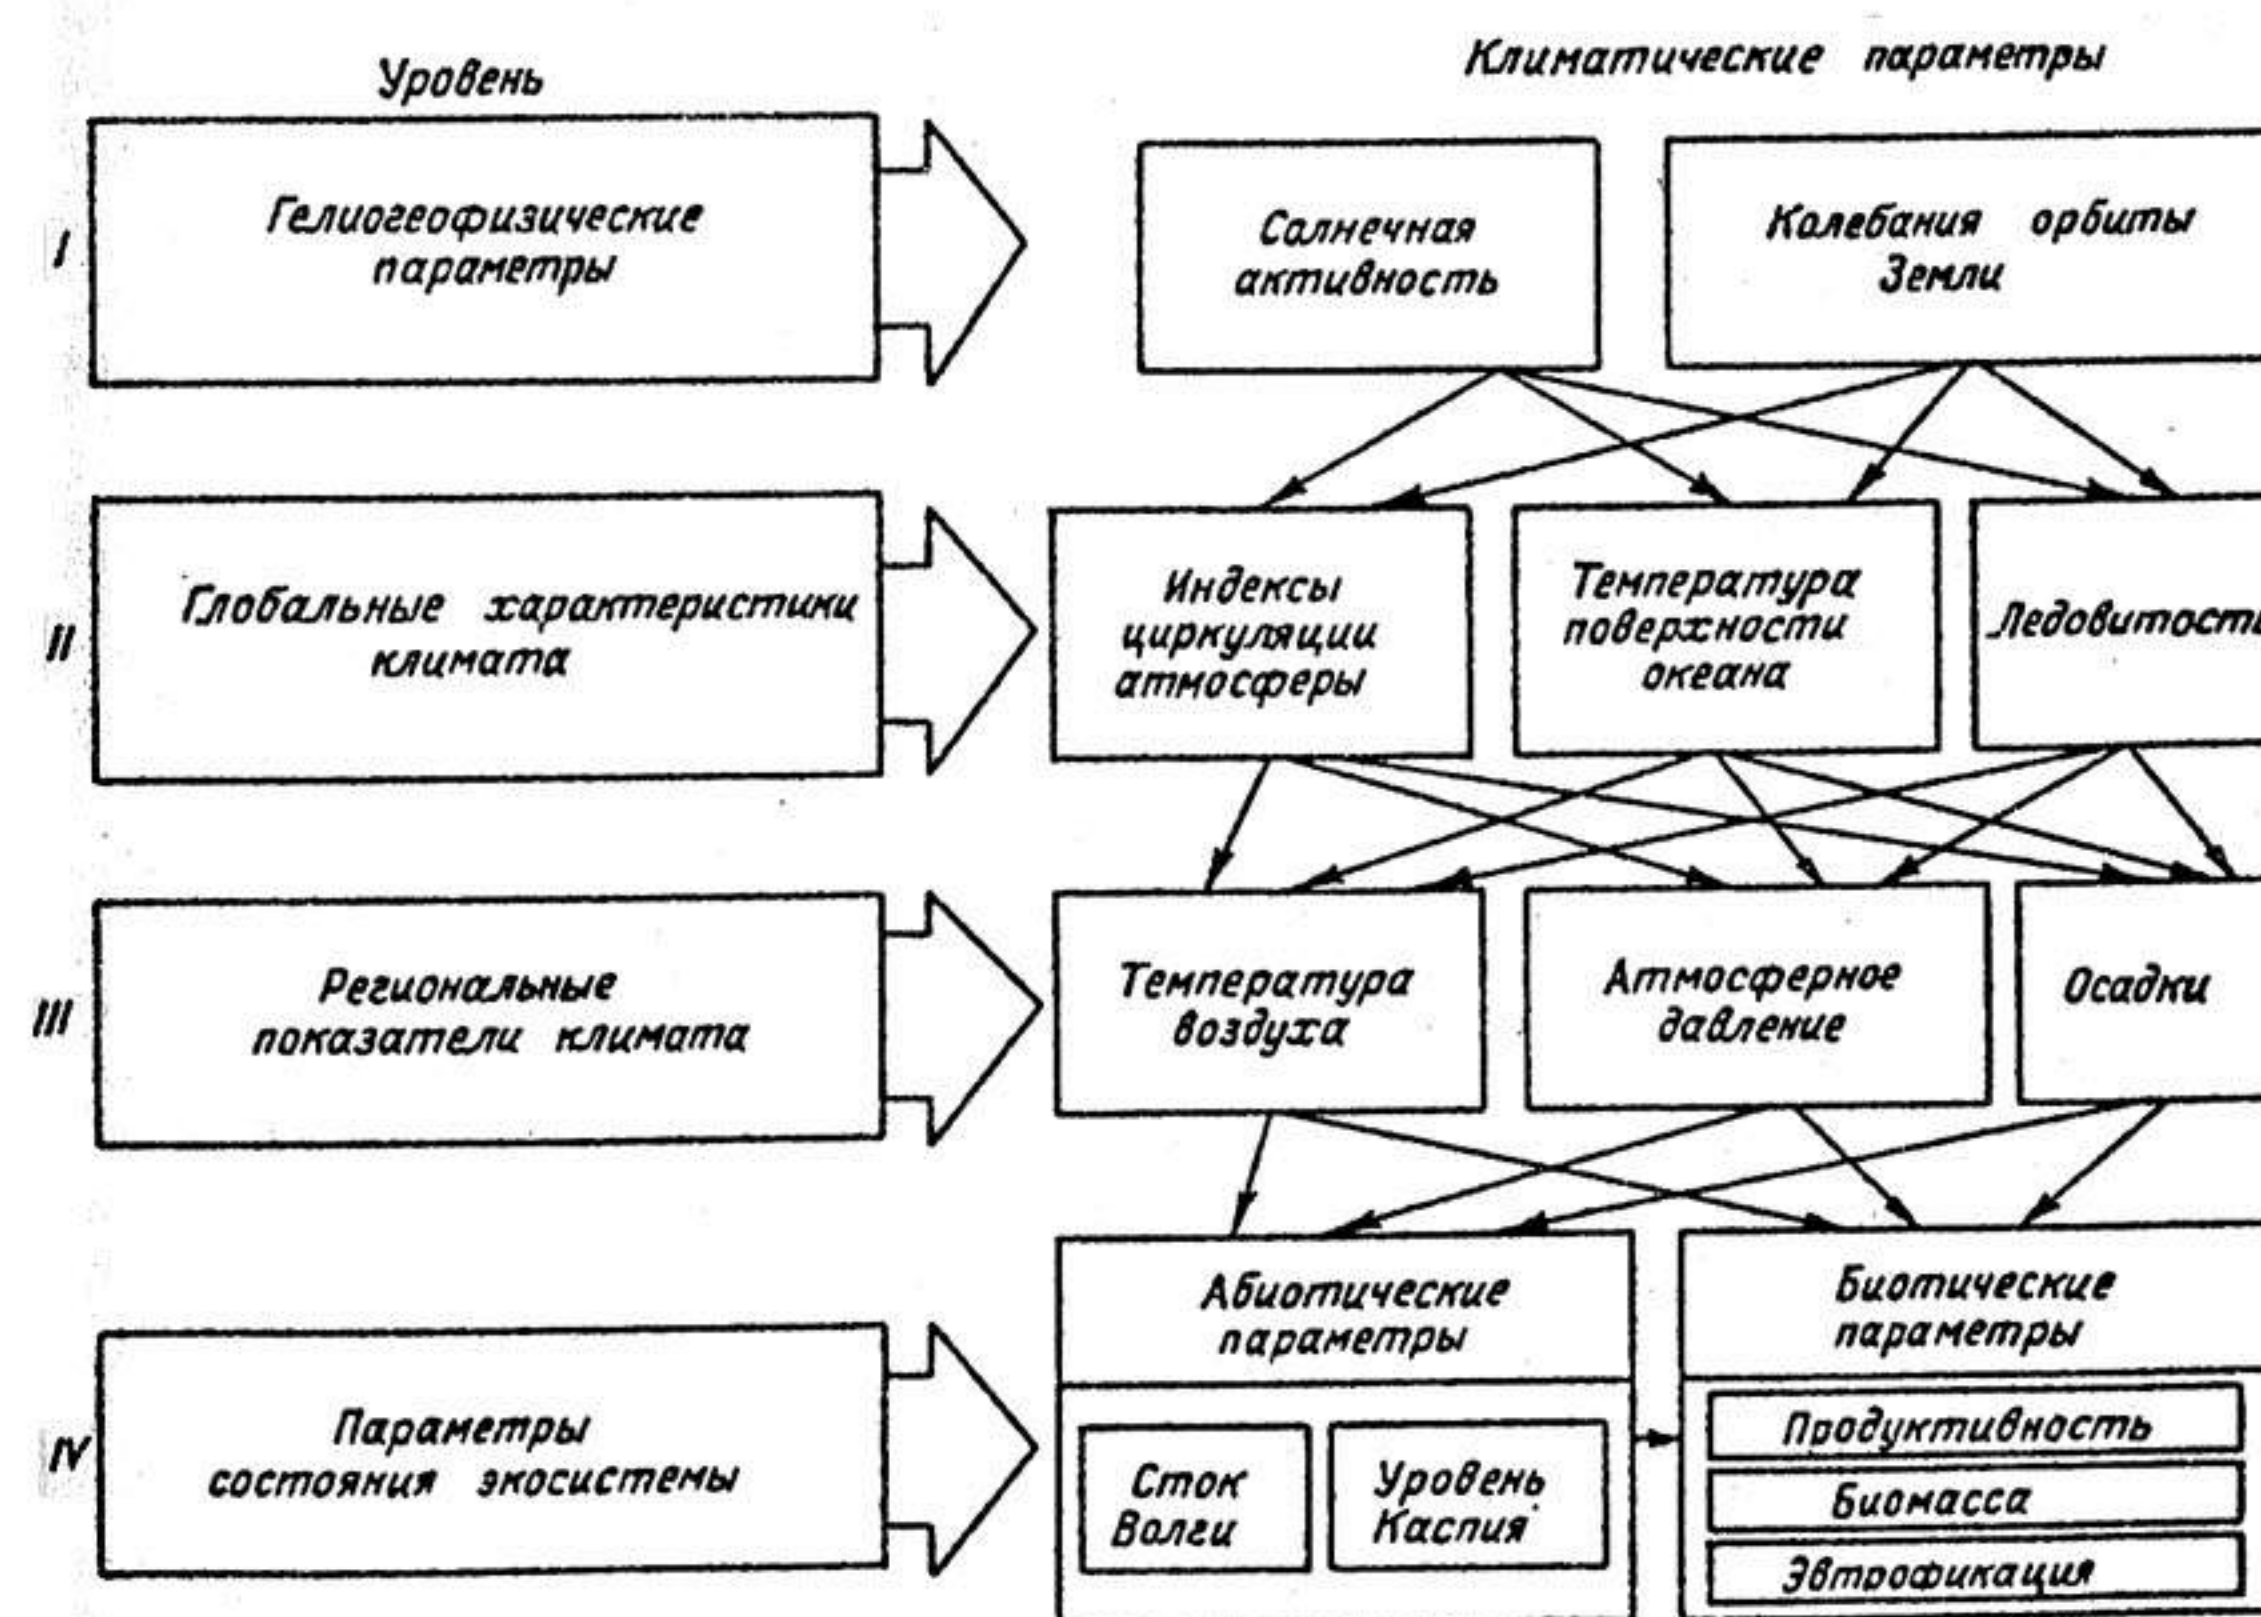 Уровень
Климатические параметры
I
Гелиогеофизические
параметры
Солнечная
активность
Колебания орбиты
Земли
II
Глобальные характеристики
климата
Индексы
циркуляции
атмосферы
Температура
поверхности
океана
Ледовитость
III
Региональные
показатели климата
Температура
воздуха
Атмосферное
давление
Осадки
IV
Параметры
состояния экосистемы
Абиотические
параметры
Сток
Волги
Уровень
Каспия
Биотические
параметры
Продуктивность
Биомасса
Эвтрофикация